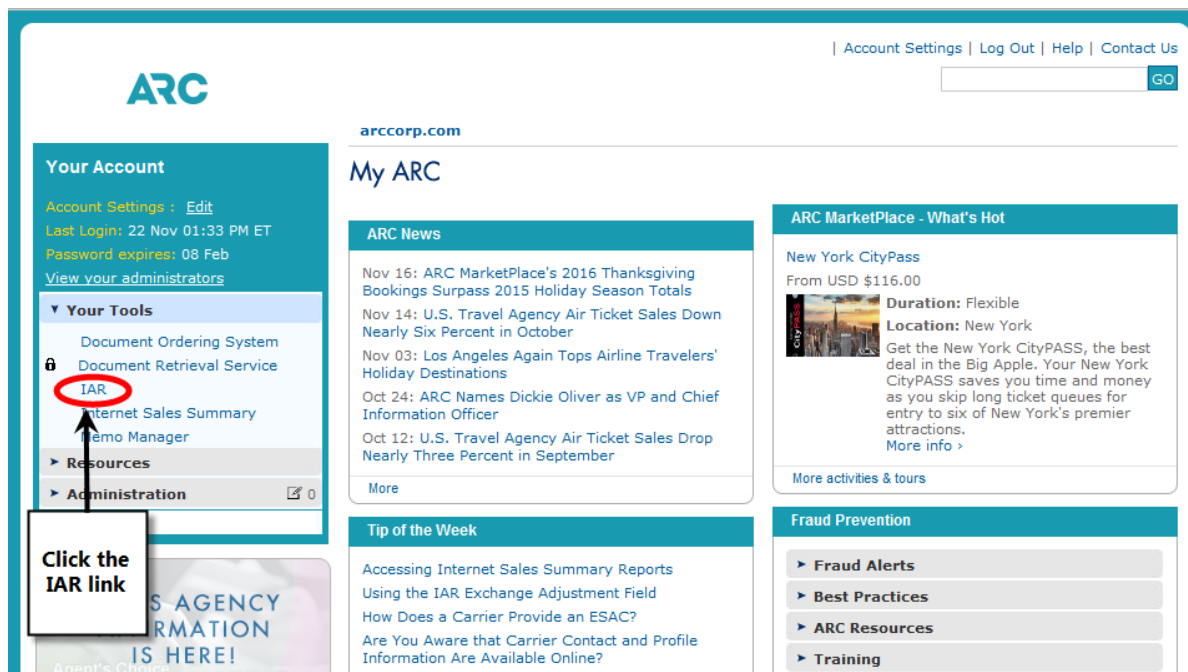 | Account Settings | Log Out | Help | Contact Us
GO
ARC
arccorp.com
Your Account
Account Settings : Edit
Last Login: 22 Nov 01:33 PM ET
Password expires: 08 Feb
View your administrators
Your Tools
Document Ordering System
Document Retrieval Service
IAR
Internet Sales Summary
Memo Manager
Resources
Administration 0
Click the
IAR link
S AGENCY
RMATION
IS HERE!
Agent's Choice
My ARC
ARC News
Nov 16: ARC MarketPlace's 2016 Thanksgiving
Bookings Surpass 2015 Holiday Season Totals
Nov 14: U.S. Travel Agency Air Ticket Sales Down
Nearly Six Percent in October
Nov 03: Los Angeles Again Tops Airline Travelers'
Holiday Destinations
Oct 24: ARC Names Dickie Oliver as VP and Chief
Information Officer
Oct 12: U.S. Travel Agency Air Ticket Sales Drop
Nearly Three Percent in September
More
Tip of the Week
Accessing Internet Sales Summary Reports
Using the IAR Exchange Adjustment Field
How Does a Carrier Provide an ESAC?
Are You Aware that Carrier Contact and Profile
Information Are Available Online?
ARC MarketPlace - What's Hot
New York CityPass
From USD $116.00
CityPASS
Duration: Flexible
Location: New York
Get the New York CityPASS, the best
deal in the Big Apple. Your New York
CityPASS saves you time and money
as you skip long ticket queues for
entry to six of New York's premier
attractions.
More info ›
More activities & tours
Fraud Prevention
Fraud Alerts
Best Practices
ARC Resources
Training